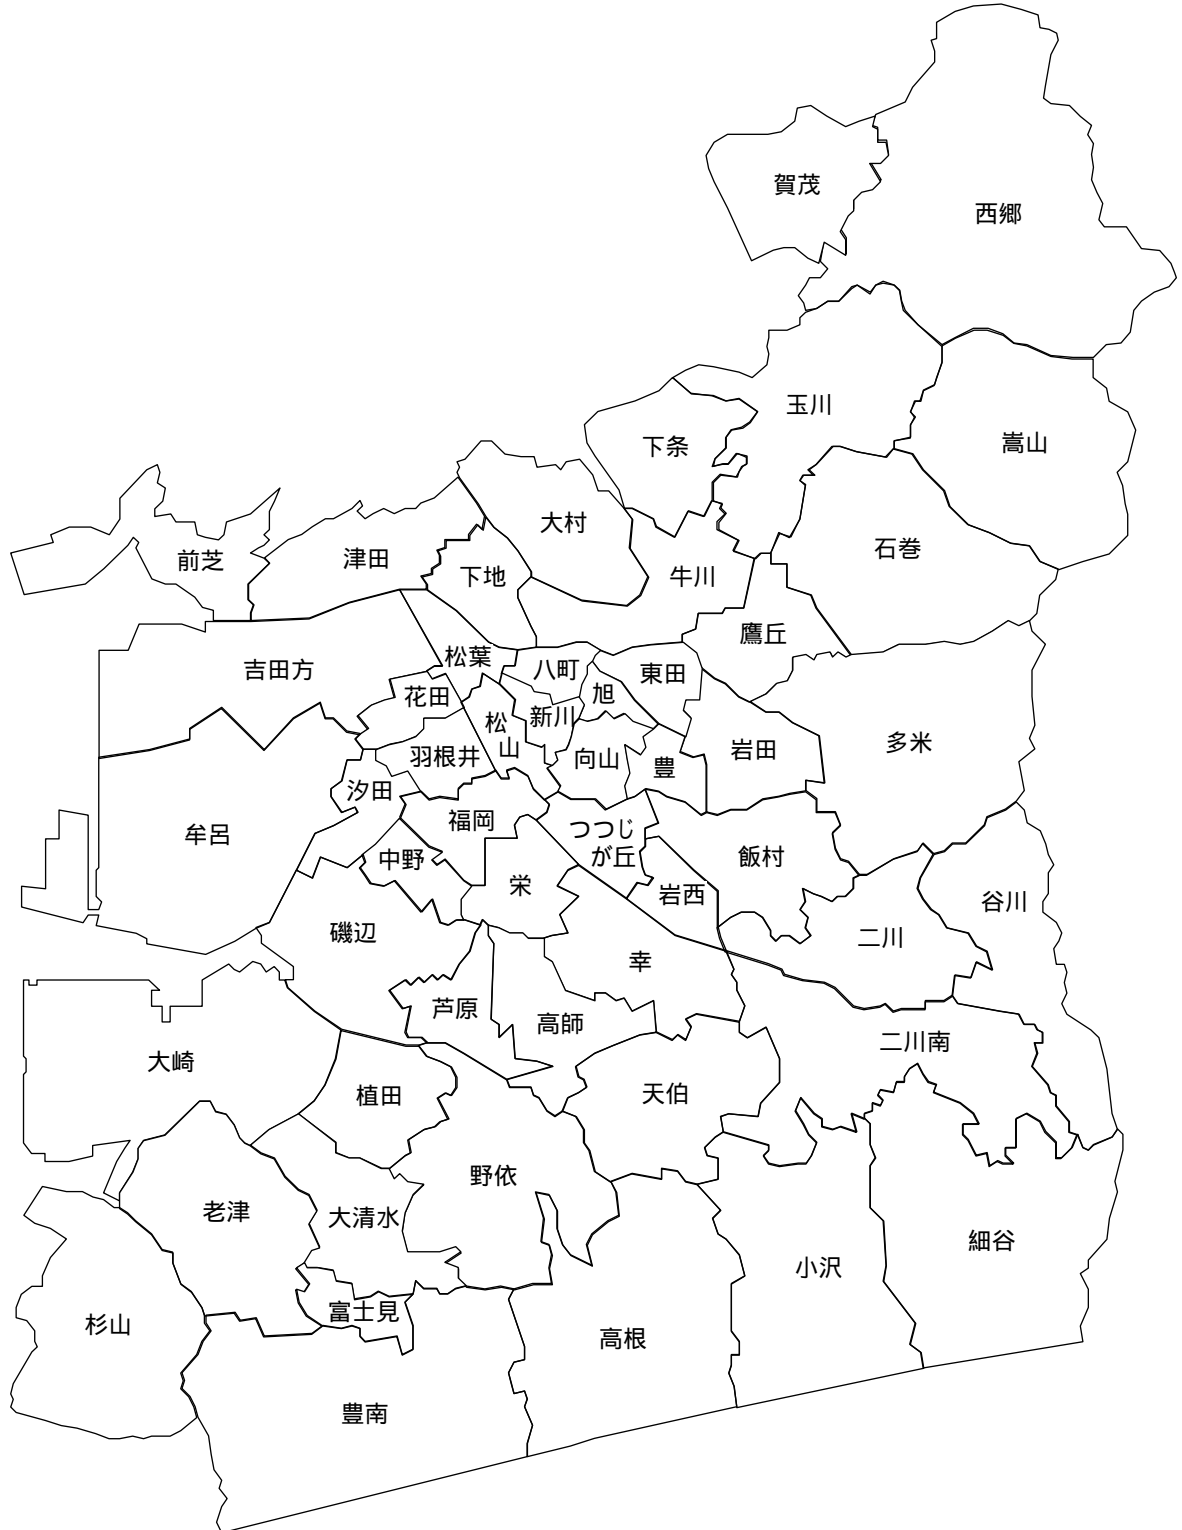 賀茂
西郷
玉川
下条
嵩山
大村
石巻
前芝
津田
下地
牛川
鷹丘
吉田方
松葉
八町
旭
東田
花田
新川
松
山
羽根井
向山
豊
岩田
多米
汐田
牟呂
福岡
つつじ
が丘
中野
飯村
栄
岩西
谷川
磯辺
二川
幸
芦原
高師
二川南
大崎
植田
天伯
野依
老津
大清水
細谷
小沢
富士見
杉山
高根
豊南